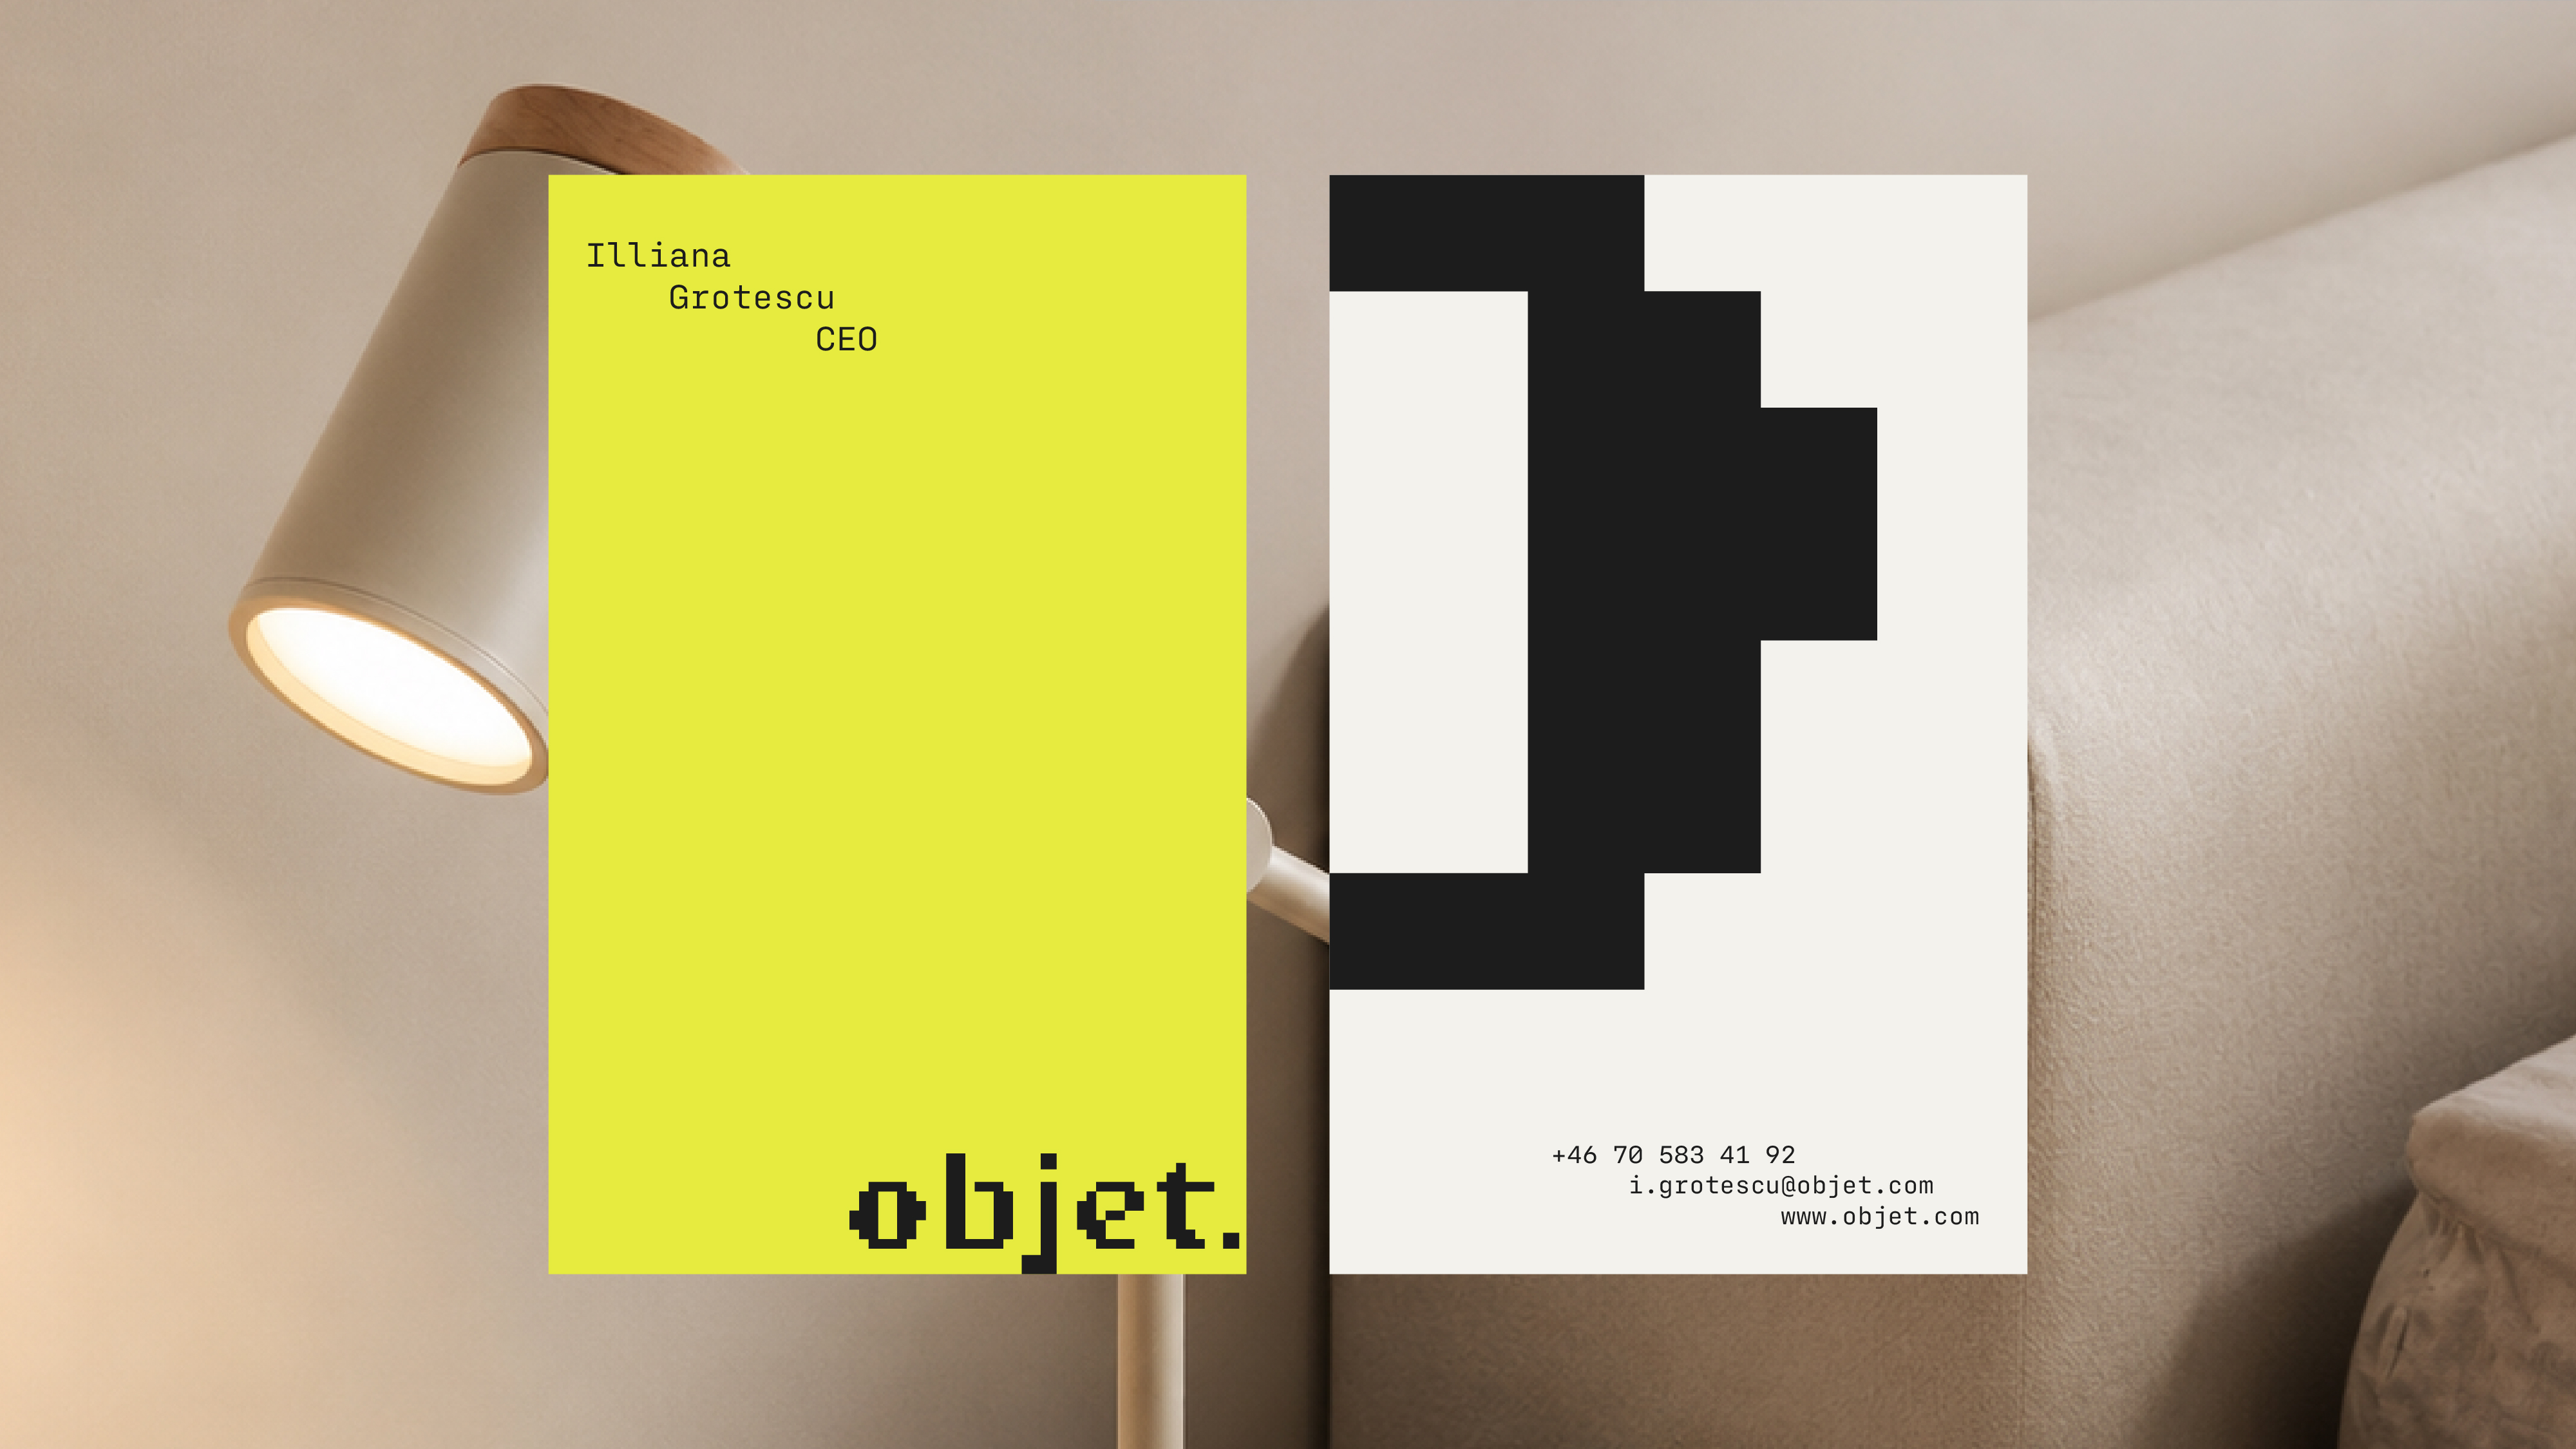 Illiana
Grotescu
CEO
objet.
+46 70 583 41 92
i.grotescu@objet.com
www.objet.com